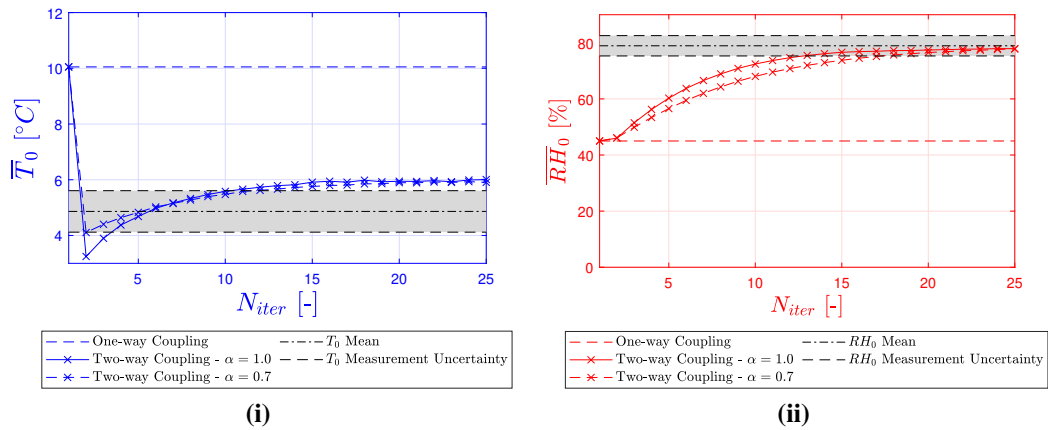 12
10
8
6
4
T̿₀ [°C]
5
10
15
20
25
N_iter [-]
One-way Coupling
Two-way Coupling - α = 1.0
Two-way Coupling - α = 0.7
T₀ Mean
T₀ Measurement Uncertainty
(i)
80
60
40
20
0
R̅H̅₀ [%]
5
10
15
20
25
N_iter [-]
One-way Coupling
Two-way Coupling - α = 1.0
Two-way Coupling - α = 0.7
RH₀ Mean
RH₀ Measurement Uncertainty
(ii)